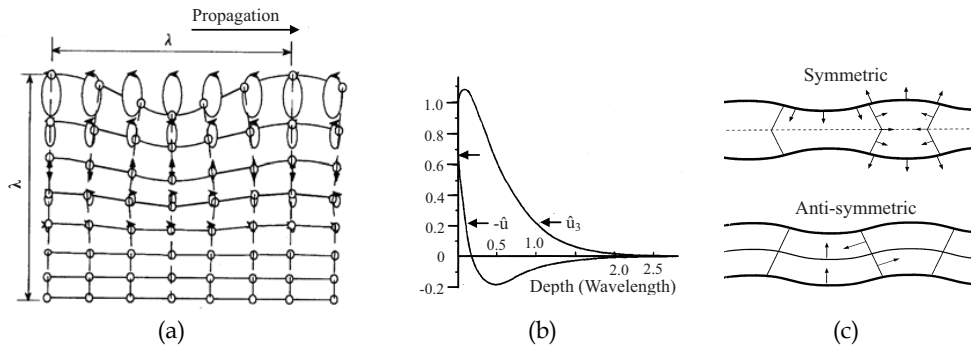 Propagation
λ
λ
(a)
1.0
0.8
0.6
0.4
0.2
0
-0.2
-û
û₃
0.5
1.0
2.0
2.5
Depth (Wavelength)
(b)
Symmetric
Anti-symmetric
(c)